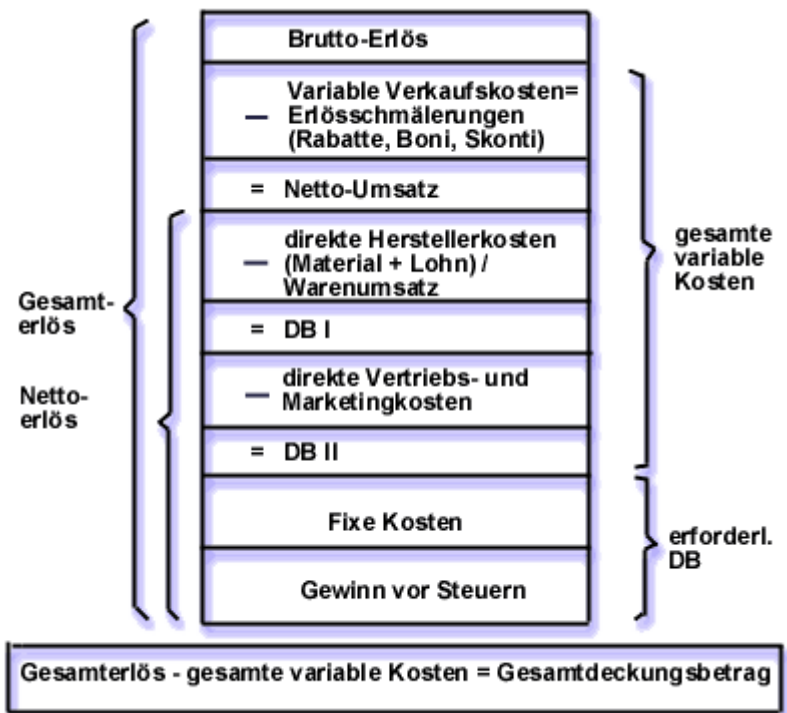 Brutto-Erlös
Variable Verkaufskosten=
— Erlösschmälerungen
(Rabatte, Boni, Skonti)
= Netto-Umsatz
direkte Herstellerkosten
— (Material + Lohn) /
Warenumsatz
= DB I
direkte Vertriebs- und
— Marketingkosten
= DB II
Fixe Kosten
Gewinn vor Steuern
Gesamt-
erlös
Netto-
erlös
gesamte
variable
Kosten
erforderl.
DB
Gesamterlös - gesamte variable Kosten = Gesamtdeckungsbetrag